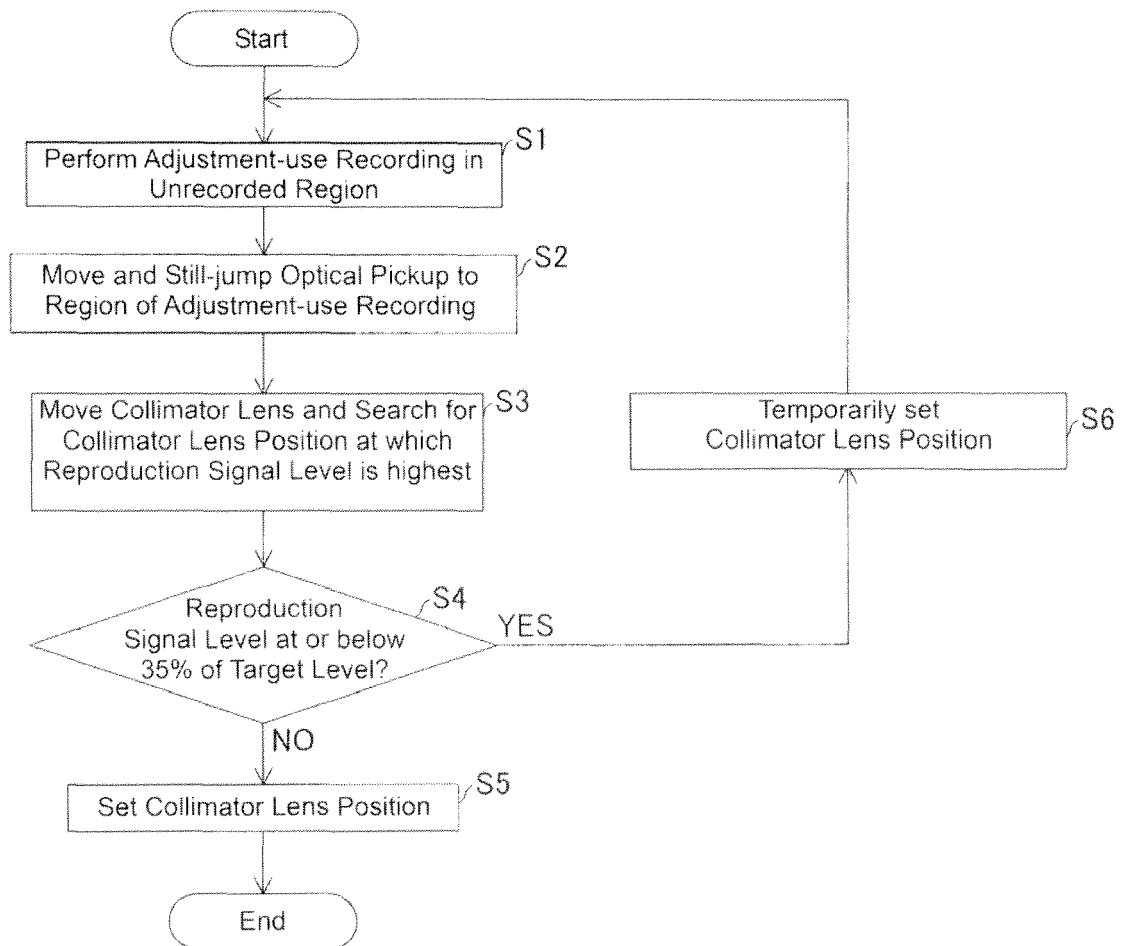 Start
S1
Perform Adjustment-use Recording in
Unrecorded Region
S2
Move and Still-jump Optical Pickup to
Region of Adjustment-use Recording
S3
Move Collimator Lens and Search for
Collimator Lens Position at which
Reproduction Signal Level is highest
Temporarily set
Collimator Lens Position
S6
S4
Reproduction
Signal Level at or below
35% of Target Level?
YES
NO
S5
Set Collimator Lens Position
End